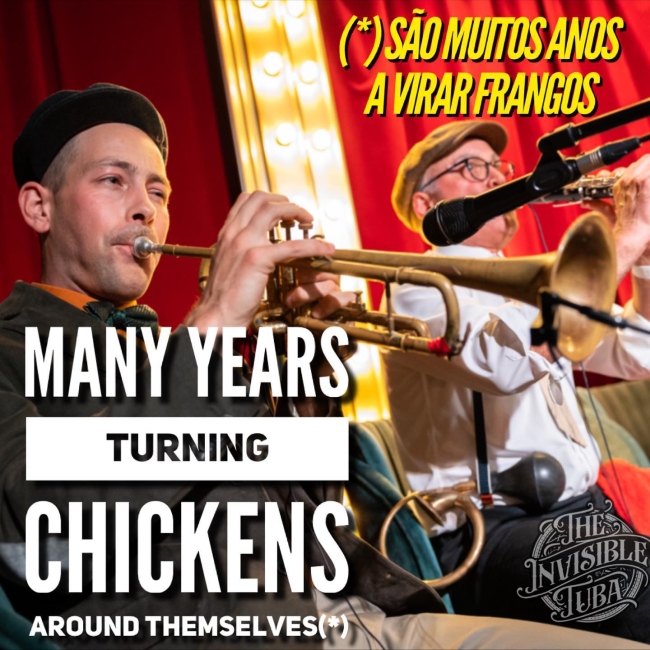 (*) SÃO MUITOS ANOS
A VIRAR FRANGOS
MANY YEARS
TURNING
CHICKENS
AROUND THEMSELVES(*)
THE
INVISIBLE
TUBA